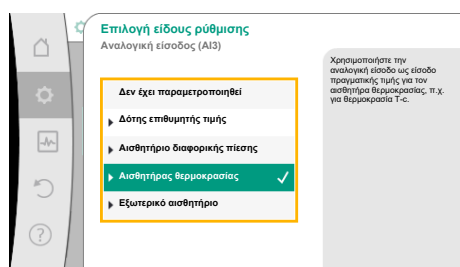 Επιλογή είδους ρύθμισης
Αναλογική είσοδος (AI3)
Δεν έχει παραμετροποιηθεί
Δότης επιθυμητής τιμής
Αισθητήριο διαφορικής πίεσης
Αισθητήρας θερμοκρασίας
Εξωτερικό αισθητήριο
Χρησιμοποιήστε την
αναλογική είσοδο ως είσοδο
πραγματικής τιμής για τον
αισθητήρα θερμοκρασίας, π.χ.
για θερμοκρασία T-c.